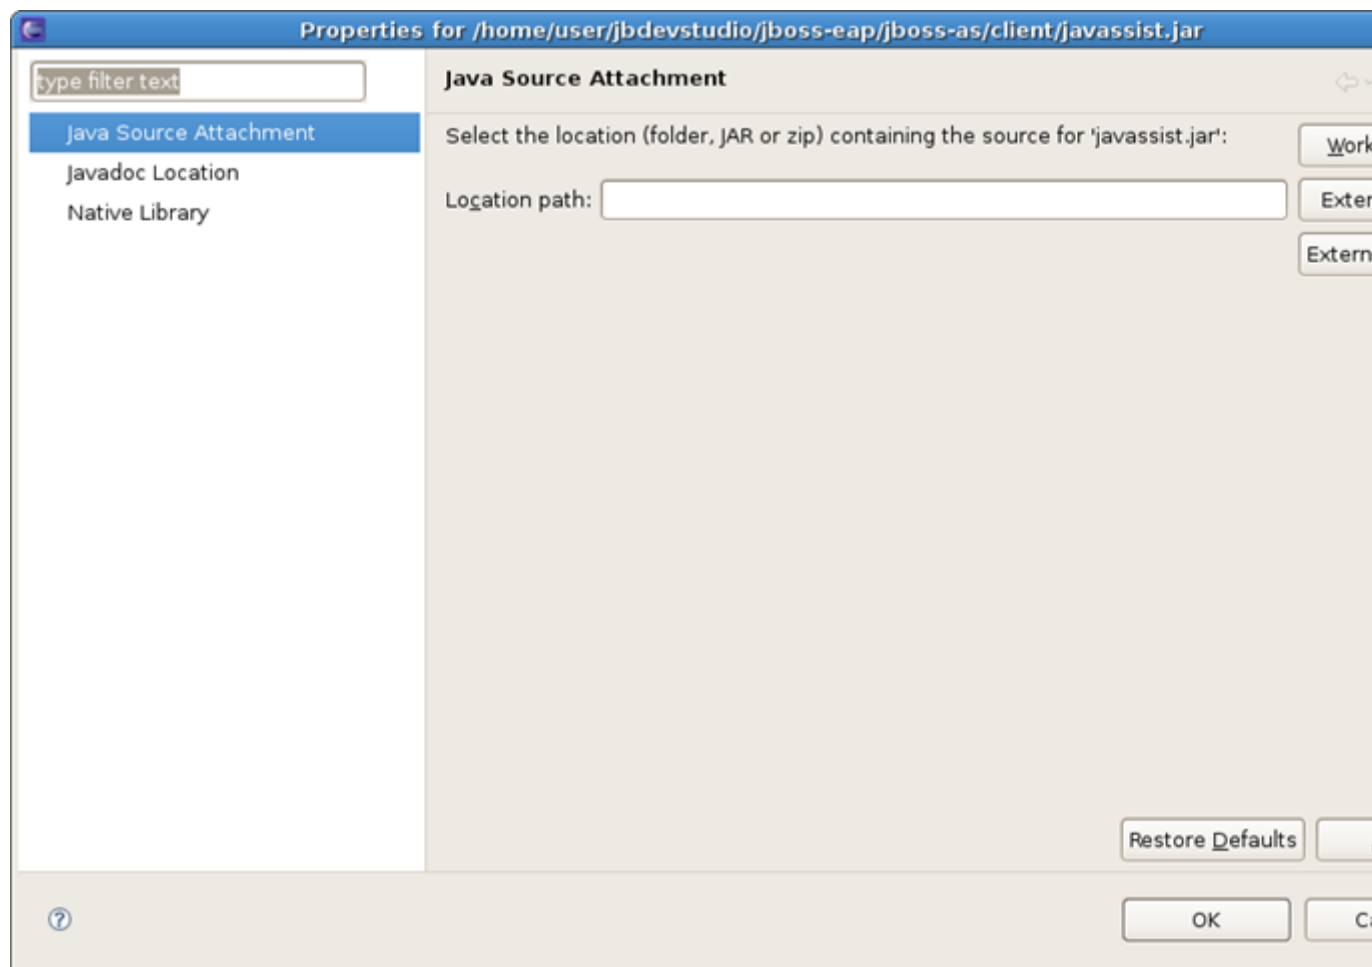 Properties for /home/user/jbdevstudio/jboss-eap/jboss-as/client/javassist.jar
type filter text
Java Source Attachment
Javadoc Location
Native Library
Java Source Attachment
Select the location (folder, JAR or zip) containing the source for 'javassist.jar':
Location path:
Restore Defaults
OK